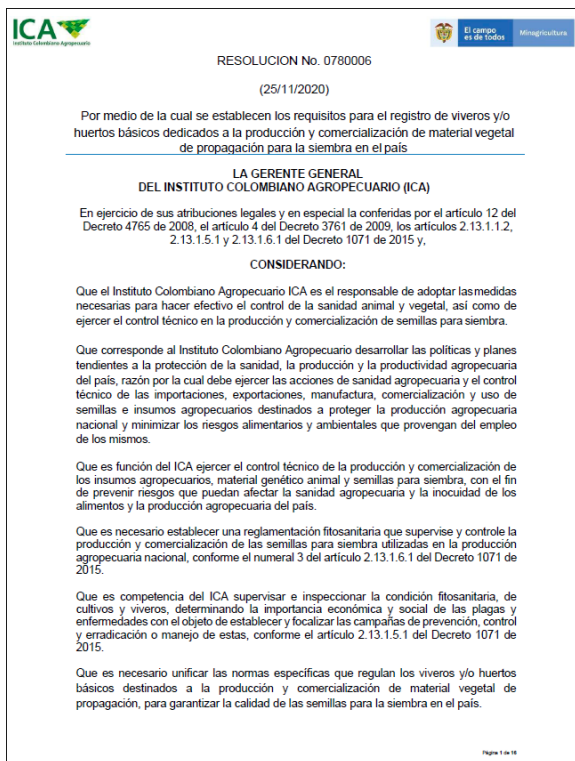 ICA
Instituto Colombiano Agropecuario
El campo
es de todos
Minagricultura
RESOLUCION No. 0780006
(25/11/2020)
Por medio de la cual se establecen los requisitos para el registro de viveros y/o
huertos básicos dedicados a la producción y comercialización de material vegetal
de propagación para la siembra en el país
LA GERENTE GENERAL
DEL INSTITUTO COLOMBIANO AGROPECUARIO (ICA)
En ejercicio de sus atribuciones legales y en especial la conferidas por el artículo 12 del
Decreto 4765 de 2008, el artículo 4 del Decreto 3761 de 2009, los artículos 2.13.1.1.2,
2.13.1.5.1 y 2.13.1.6.1 del Decreto 1071 de 2015 y,
CONSIDERANDO:
Que el Instituto Colombiano Agropecuario ICA es el responsable de adoptar las medidas
necesarias para hacer efectivo el control de la sanidad animal y vegetal, así como de
ejercer el control técnico en la producción y comercialización de semillas para siembra.
Que corresponde al Instituto Colombiano Agropecuario desarrollar las políticas y planes
tendientes a la protección de la sanidad, la producción y la productividad agropecuaria
del país, razón por la cual debe ejercer las acciones de sanidad agropecuaria y el control
técnico de las importaciones, exportaciones, manufactura, comercialización y uso de
semillas e insumos agropecuarios destinados a proteger la producción agropecuaria
nacional y minimizar los riesgos alimentarios y ambientales que provengan del empleo
de los mismos.
Que es función del ICA ejercer el control técnico de la producción y comercialización de
los insumos agropecuarios, material genético animal y semillas para siembra, con el fin
de prevenir riesgos que puedan afectar la sanidad agropecuaria y la inocuidad de los
alimentos y la producción agropecuaria del país.
Que es necesario establecer una reglamentación fitosanitaria que supervise y controle la
producción y comercialización de las semillas para siembra utilizadas en la producción
agropecuaria nacional, conforme el numeral 3 del artículo 2.13.1.6.1 del Decreto 1071 de
2015.
Que es competencia del ICA supervisar e inspeccionar la condición fitosanitaria, de
cultivos y viveros, determinando la importancia económica y social de las plagas y
enfermedades con el objeto de establecer y focalizar las campañas de prevención, control
y erradicación o manejo de estas, conforme el artículo 2.13.1.5.1 del Decreto 1071 de
2015.
Que es necesario unificar las normas específicas que regulan los viveros y/o huertos
básicos destinados a la producción y comercialización de material vegetal de
propagación, para garantizar la calidad de las semillas para la siembra en el país.
Página 1 de 16